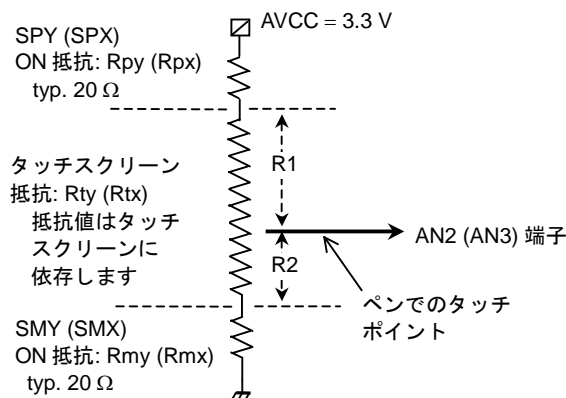 SPY (SPX)
ON 抵抗: Rpy (Rpx)
typ. 20 Ω
AVCC = 3.3 V
タッチスクリーン
抵抗: Rty (Rtx)
抵抗値はタッチ
スクリーンに
依存します
R1
R2
AN2 (AN3) 端子
ペンでのタッチ
ポイント
SMY (SMX)
ON 抵抗: Rmy (Rmx)
typ. 20 Ω